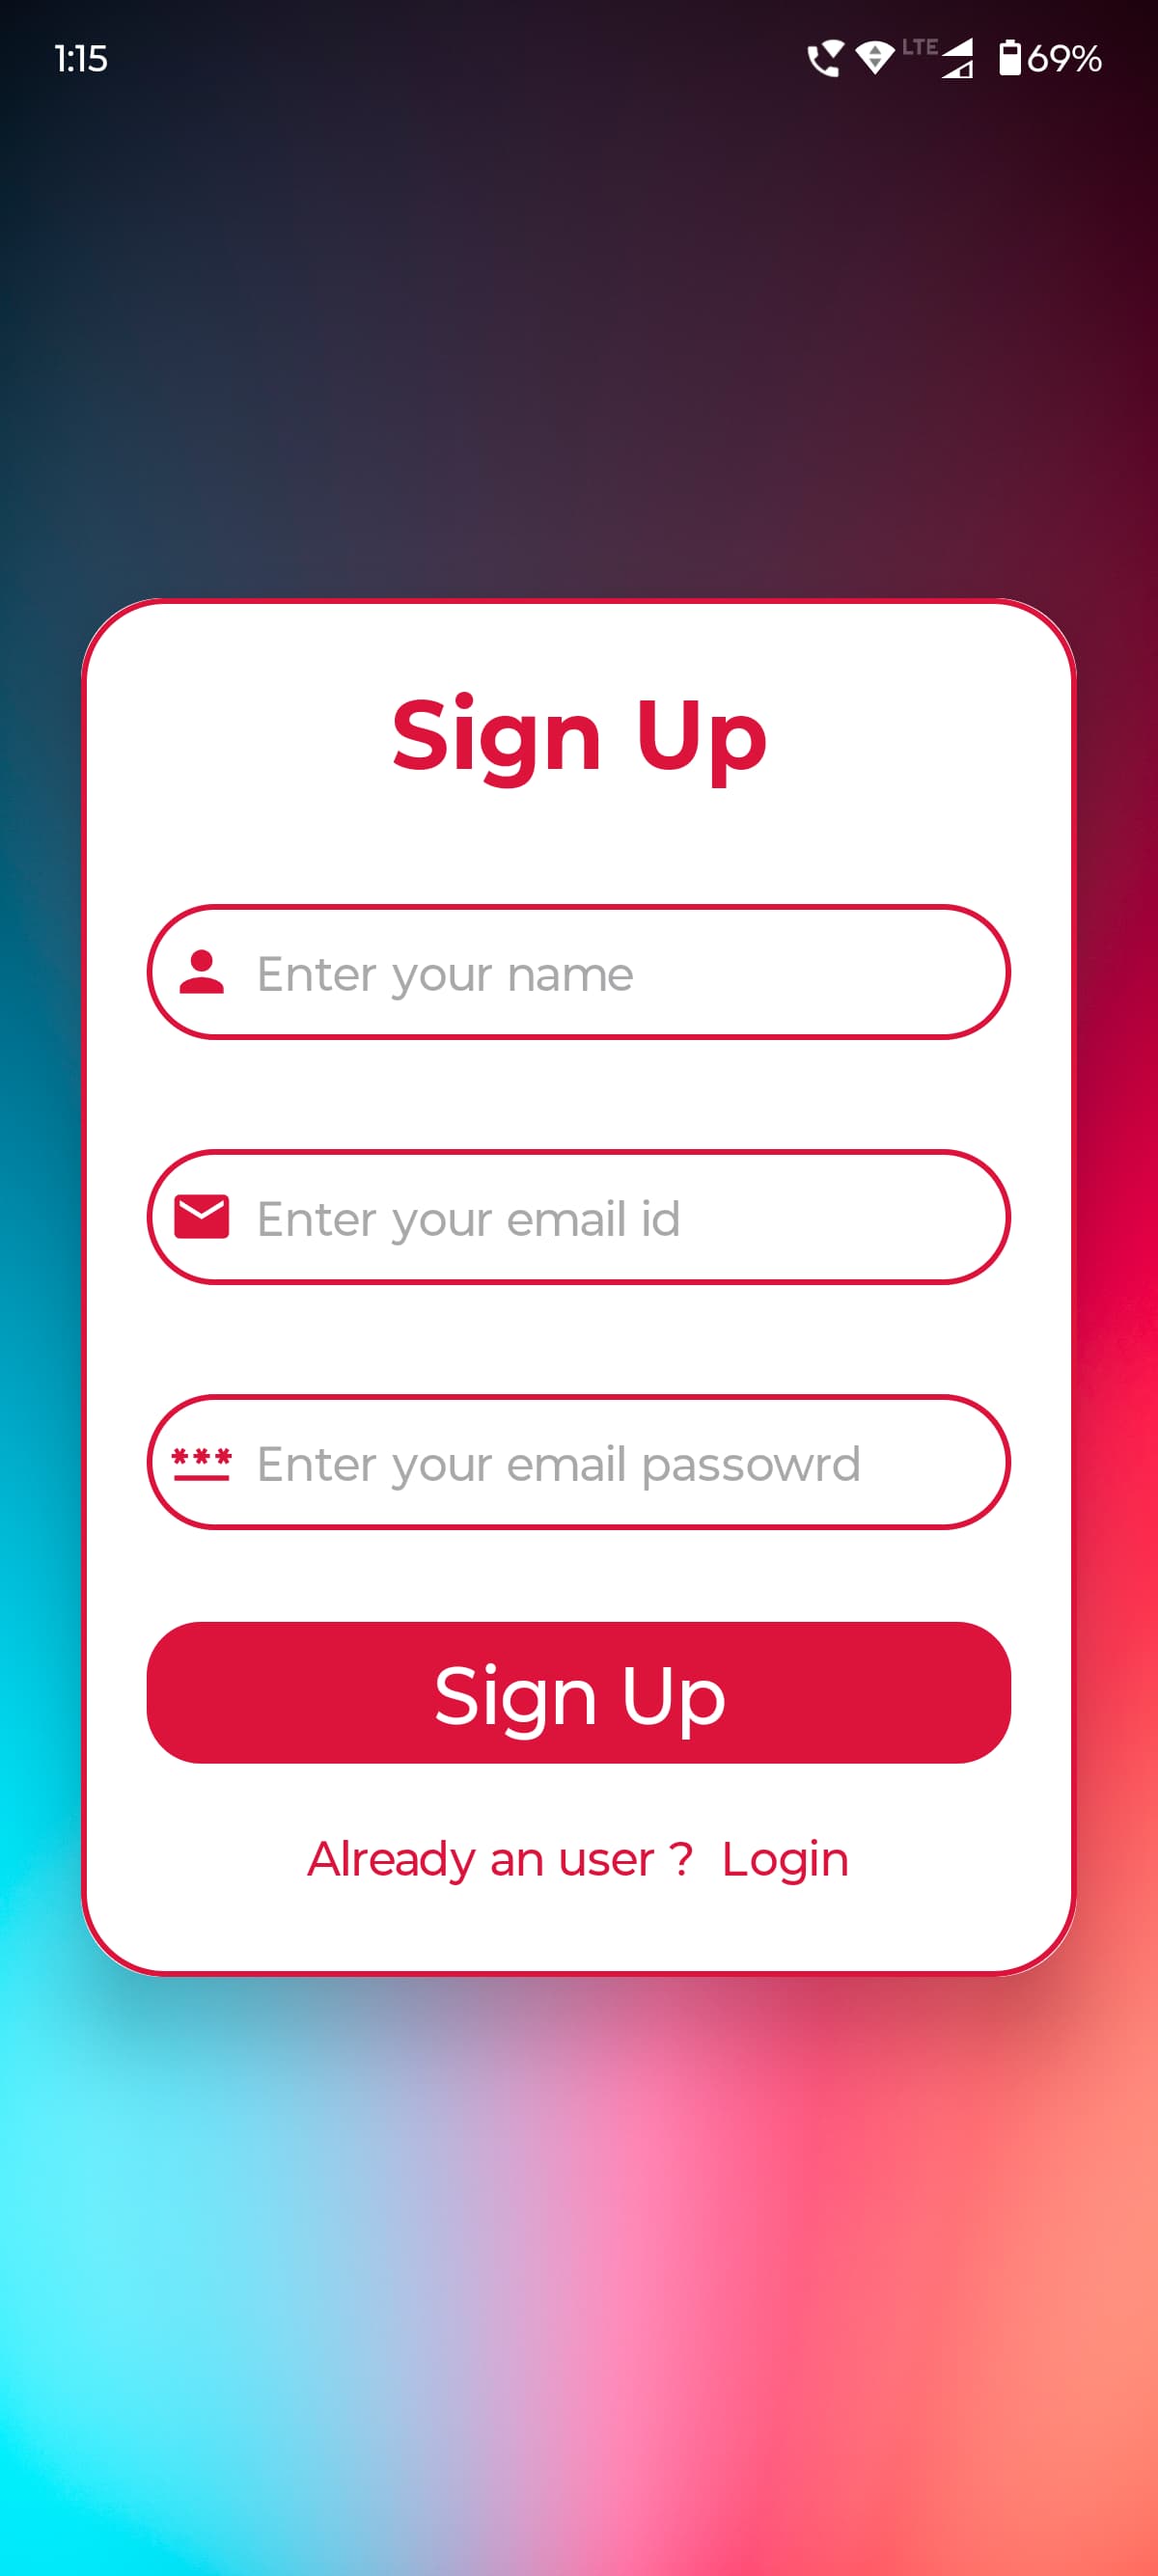 1:15 LTE 69%
Sign Up
Enter your name
Enter your email id
*** Enter your email passowrd
Sign Up
Already an user ? Login